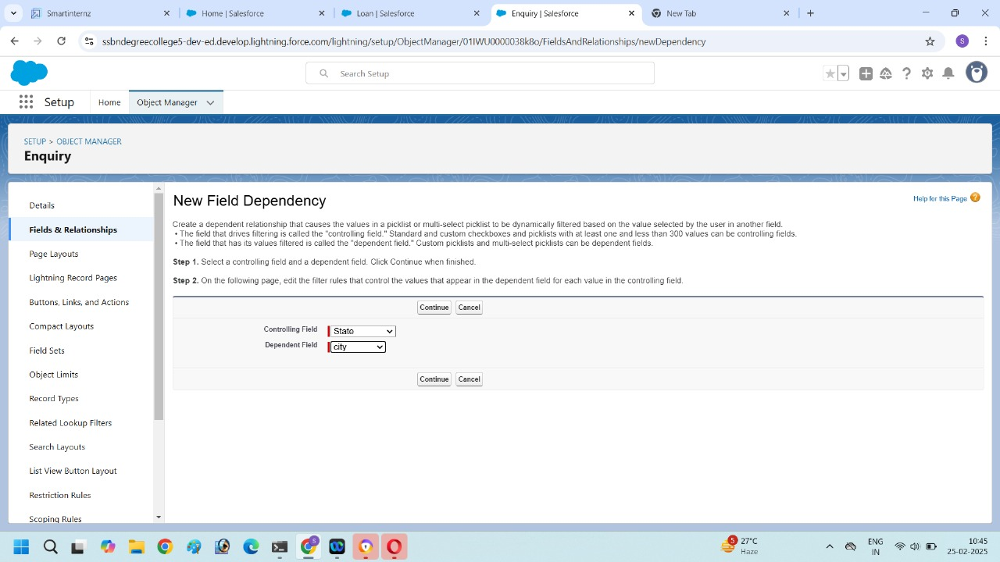 Smartinternz
Home | Salesforce
Loan | Salesforce
Enquiry | Salesforce
New Tab
ssbndegreecollege5-dev-ed.develop.lightning.force.com/lightning/setup/ObjectManager/01IWU0000038k8o/FieldsAndRelationships/newDependency
S
Search Setup
Setup
Home
Object Manager
SETUP > OBJECT MANAGER
Enquiry
Details
Fields & Relationships
Page Layouts
Lightning Record Pages
Buttons, Links, and Actions
Compact Layouts
Field Sets
Object Limits
Record Types
Related Lookup Filters
Search Layouts
List View Button Layout
Restriction Rules
Scoping Rules
New Field Dependency
Help for this Page ?
Create a dependent relationship that causes the values in a picklist or multi-select picklist to be dynamically filtered based on the value selected by the user in another field.
• The field that drives filtering is called the "controlling field." Standard and custom checkboxes and picklists with at least one and less than 300 values can be controlling fields.
• The field that has its values filtered is called the "dependent field." Custom picklists and multi-select picklists can be dependent fields.
Step 1. Select a controlling field and a dependent field. Click Continue when finished.
Step 2. On the following page, edit the filter rules that control the values that appear in the dependent field for each value in the controlling field.
Continue Cancel
Controlling Field State
Dependent Field city
Continue Cancel
5
27°C
Haze
S
ENG
IN
10:45
25-02-2025